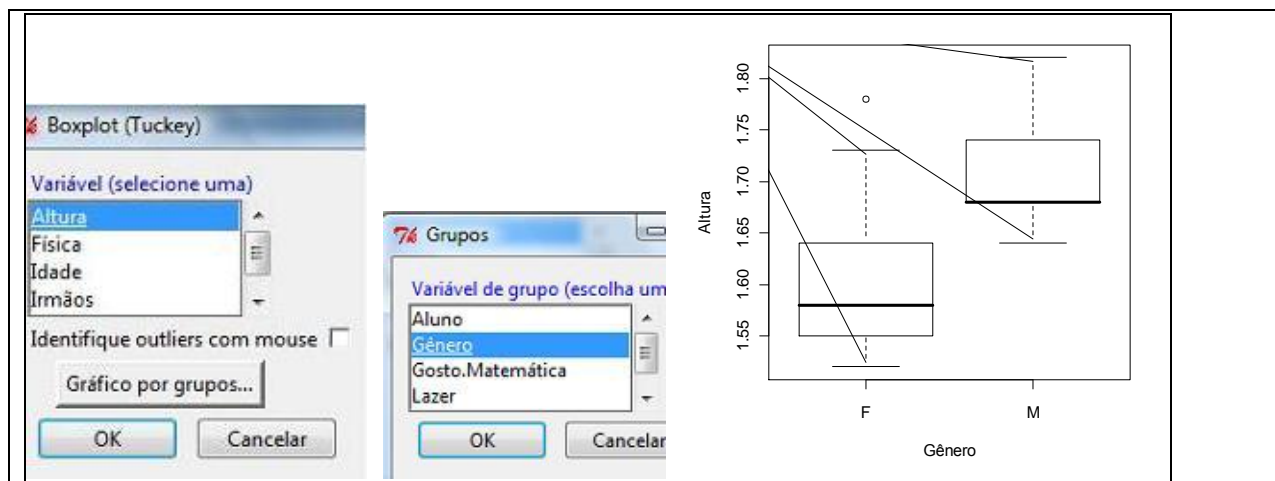 Boxplot (Tuckey)
Variável (selecione uma)
Altura
Física
Idade
Irmãos
Identifique outliers com mouse
Gráfico por grupos...
OK
Cancelar
Grupos
Variável de grupo (escolha um
Aluno
Gênero
Gosto.Matemática
Lazer
OK
Cancelar
Altura
1.80
1.75
1.70
1.65
1.60
1.55
F
M
Gênero